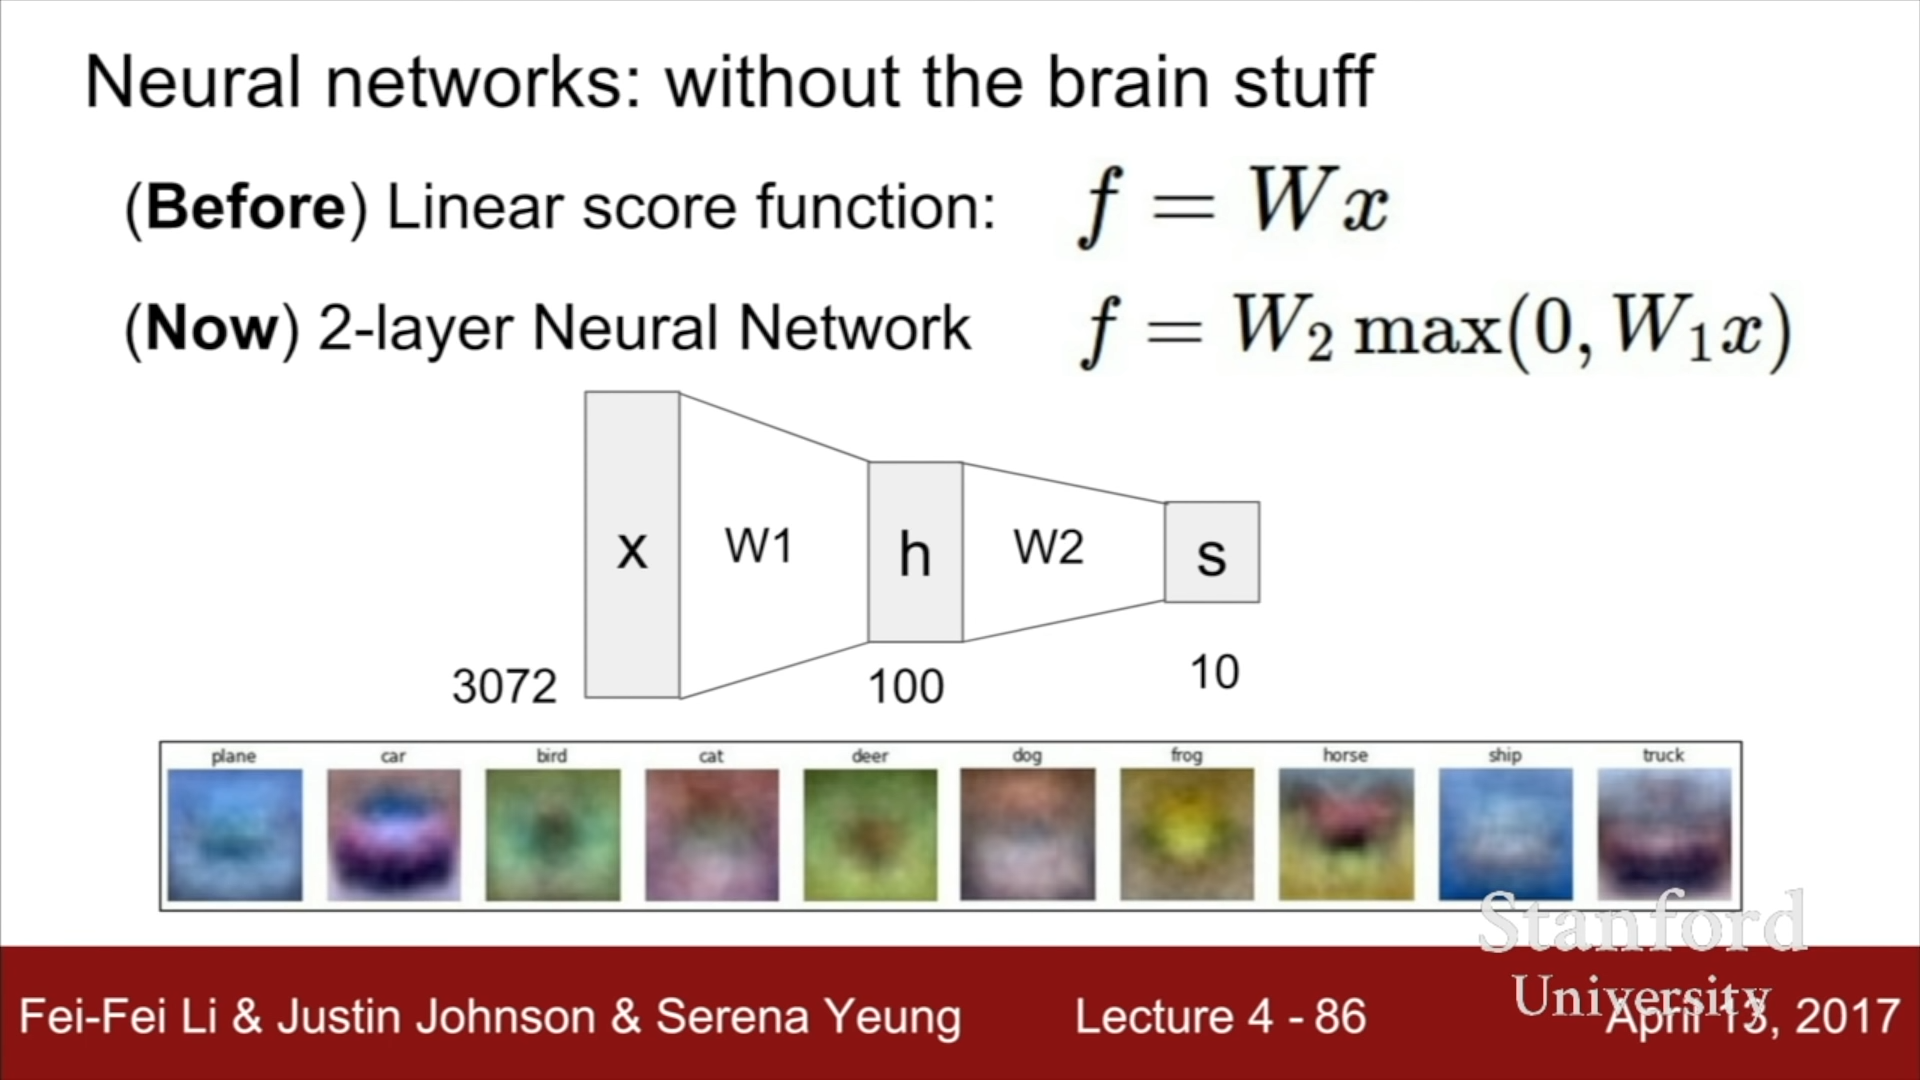 Neural networks: without the brain stuff
(Before) Linear score function: f = Wx
(Now) 2-layer Neural Network f = W₂ max(0, W₁x)
x W1 h W2 s
3072 100 10
plane car bird cat deer dog frog horse ship truck
Stanford
University
Fei-Fei Li & Justin Johnson & Serena Yeung Lecture 4 - 86 April 13, 2017